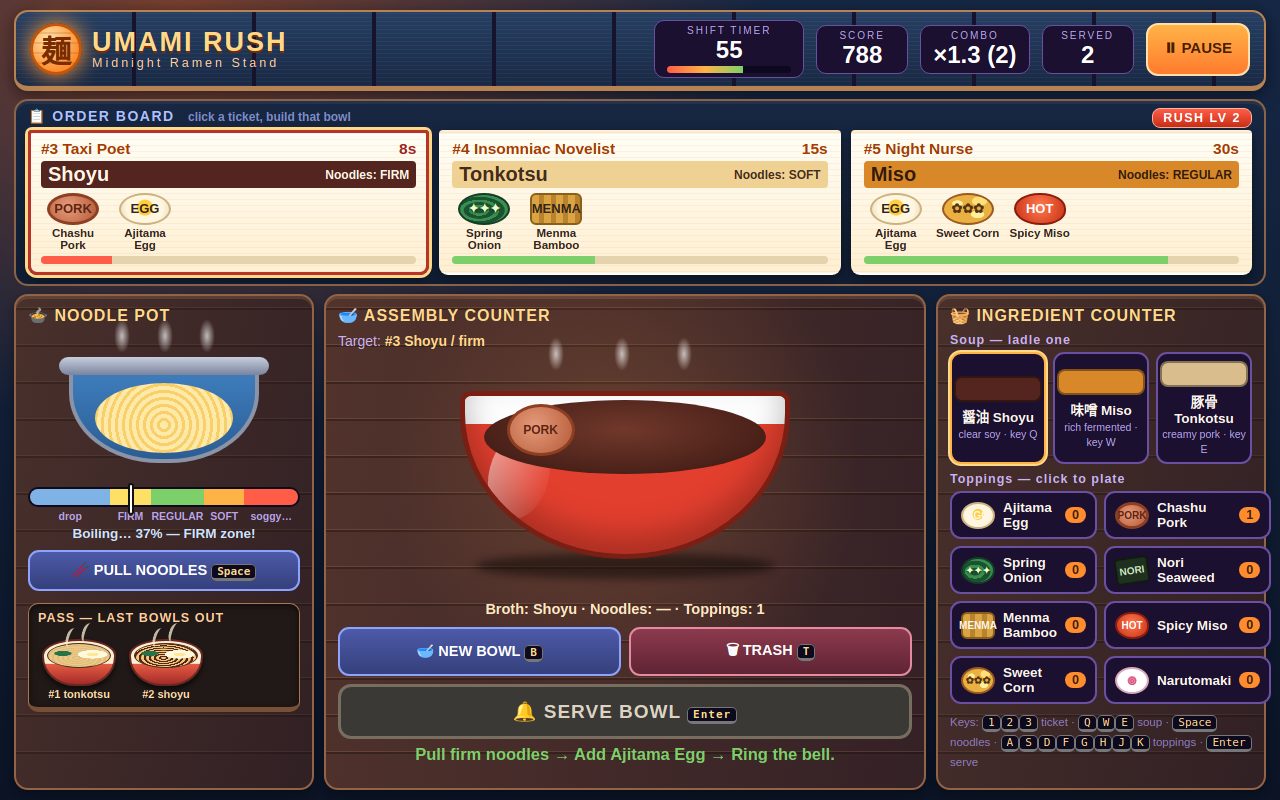 麺
UMAMI RUSH
Midnight Ramen Stand
SHIFT TIMER
55
SCORE
788
COMBO
×1.3 (2)
SERVED
2
⏸ PAUSE
📋 ORDER BOARD click a ticket, build that bowl
RUSH LV 2
#3 Taxi Poet 8s
Shoyu Noodles: FIRM
PORK EGG
Chashu Pork
Ajitama Egg
#4 Insomniac Novelist 15s
Tonkotsu Noodles: SOFT
✦✦✦ MENMA
Spring Onion
Menma Bamboo
#5 Night Nurse 30s
Miso Noodles: REGULAR
EGG ✿✿✿ HOT
Ajitama Egg
Sweet Corn
Spicy Miso
🍲 NOODLE POT
drop FIRM REGULAR SOFT soggy…
Boiling… 37% — FIRM zone!
🥢 PULL NOODLES Space
PASS — LAST BOWLS OUT
#1 tonkotsu #2 shoyu
🥣 ASSEMBLY COUNTER
Target: #3 Shoyu / firm
PORK
Broth: Shoyu · Noodles: — · Toppings: 1
🥣 NEW BOWL B
🗑 TRASH T
🔔 SERVE BOWL Enter
Pull firm noodles → Add Ajitama Egg → Ring the bell.
🧺 INGREDIENT COUNTER
Soup — ladle one
醤油 Shoyu
clear soy · key Q
味噌 Miso
rich fermented ·
key W
豚骨
Tonkotsu
creamy pork · key
E
Toppings — click to plate
Ajitama Egg 0
PORK Chashu Pork 1
✦✦✦ Spring Onion 0
NORI Nori Seaweed 0
MENMA Menma Bamboo 0
HOT Spicy Miso 0
✿✿✿ Sweet Corn 0
Narutomaki 0
Keys: 1 2 3 ticket · Q W E soup · Space
noodles · A S D F G H J K toppings · Enter
serve